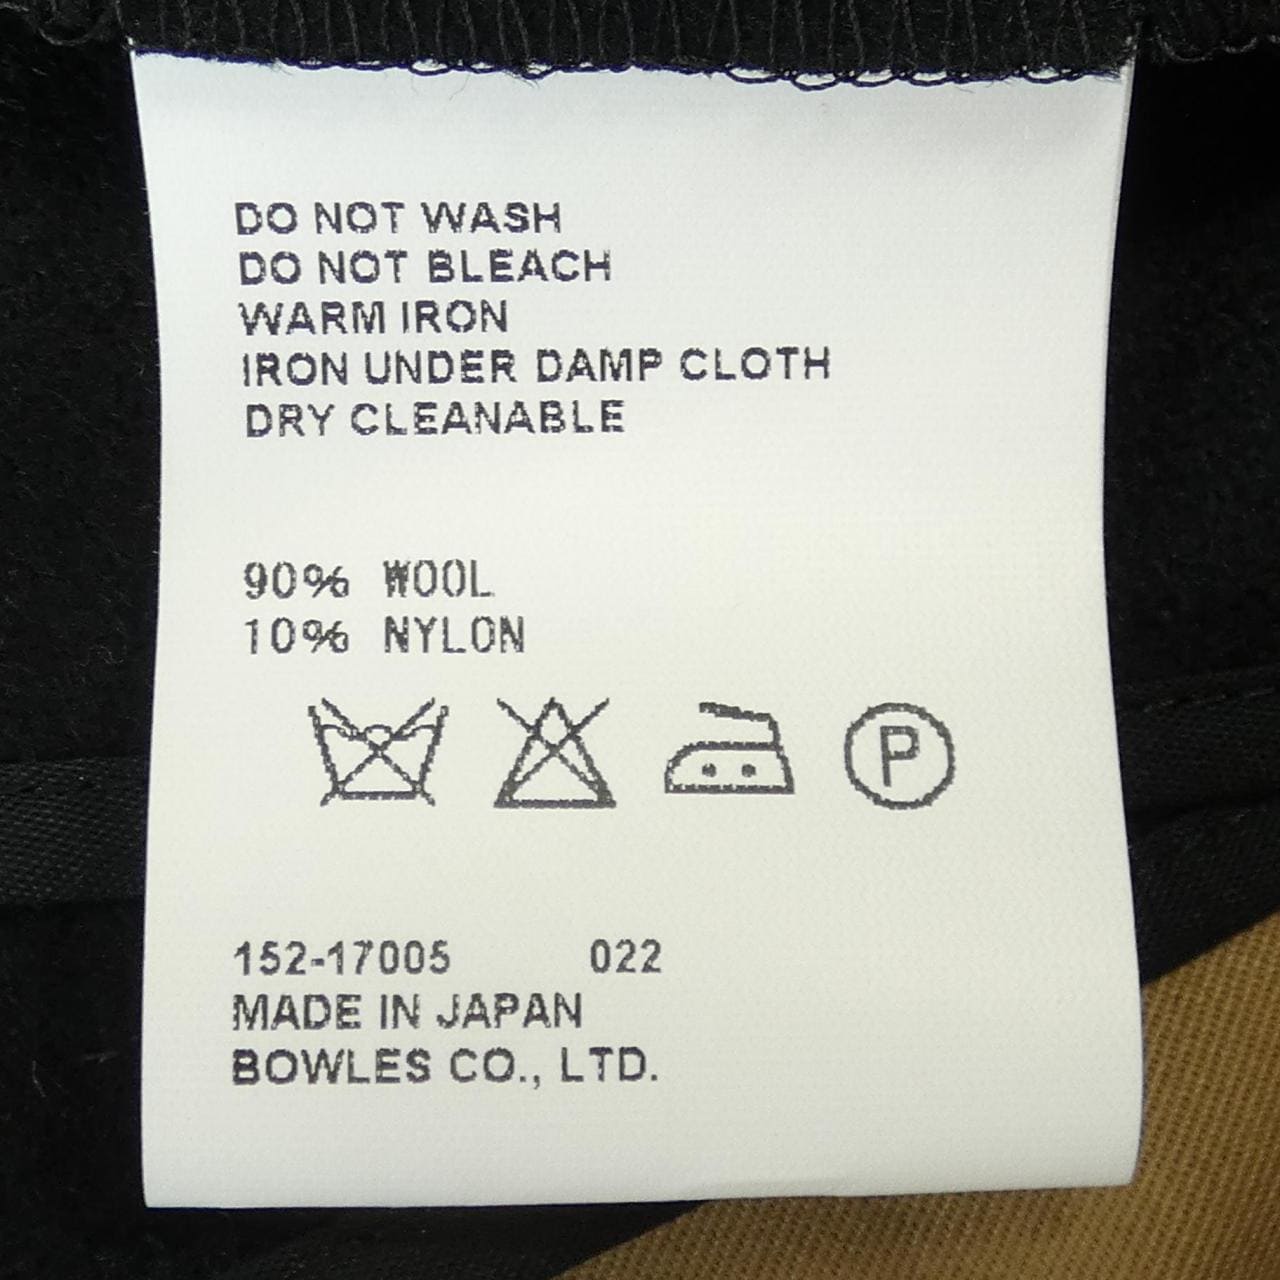 DO NOT WASH
DO NOT BLEACH
WARM IRON
IRON UNDER DAMP CLOTH
DRY CLEANABLE
90% WOOL
10% NYLON
P
152-17005 022
MADE IN JAPAN
BOWLES CO., LTD.